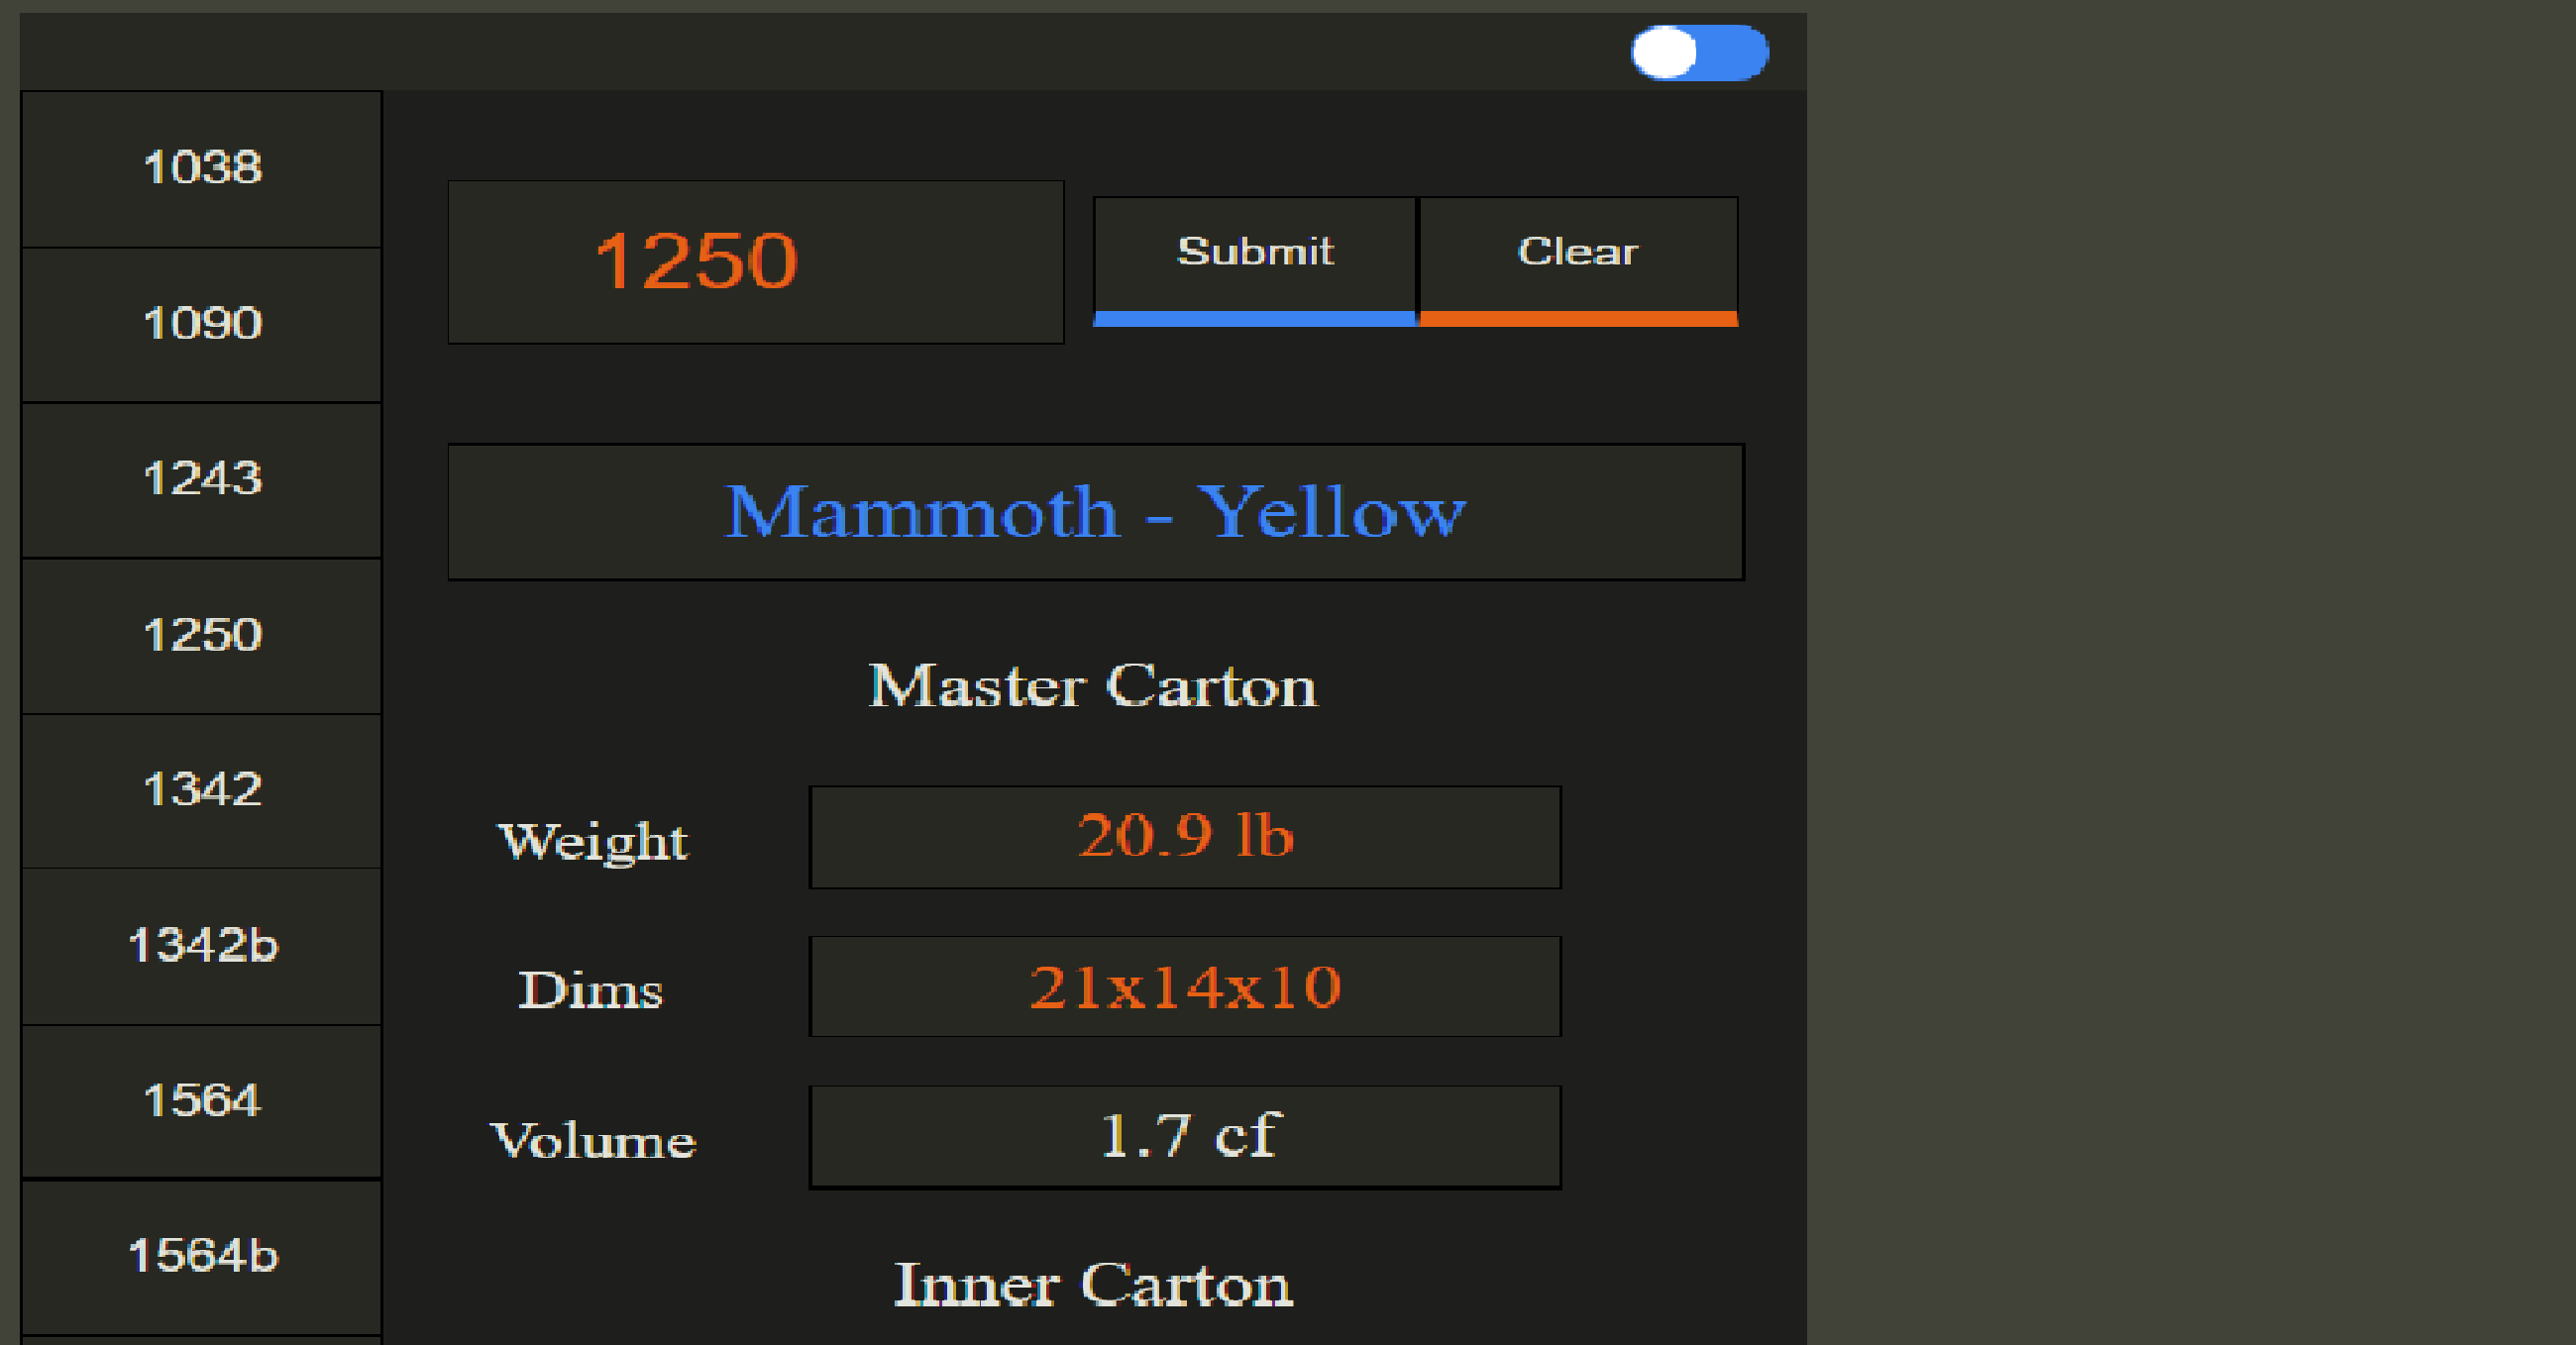 1038
1090
1243
1250
1342
1342b
1564
1564b
1250
Submit
Clear
Mammoth - Yellow
Master Carton
Weight
20.9 lb
Dims
21x14x10
Volume
1.7 cf
Inner Carton